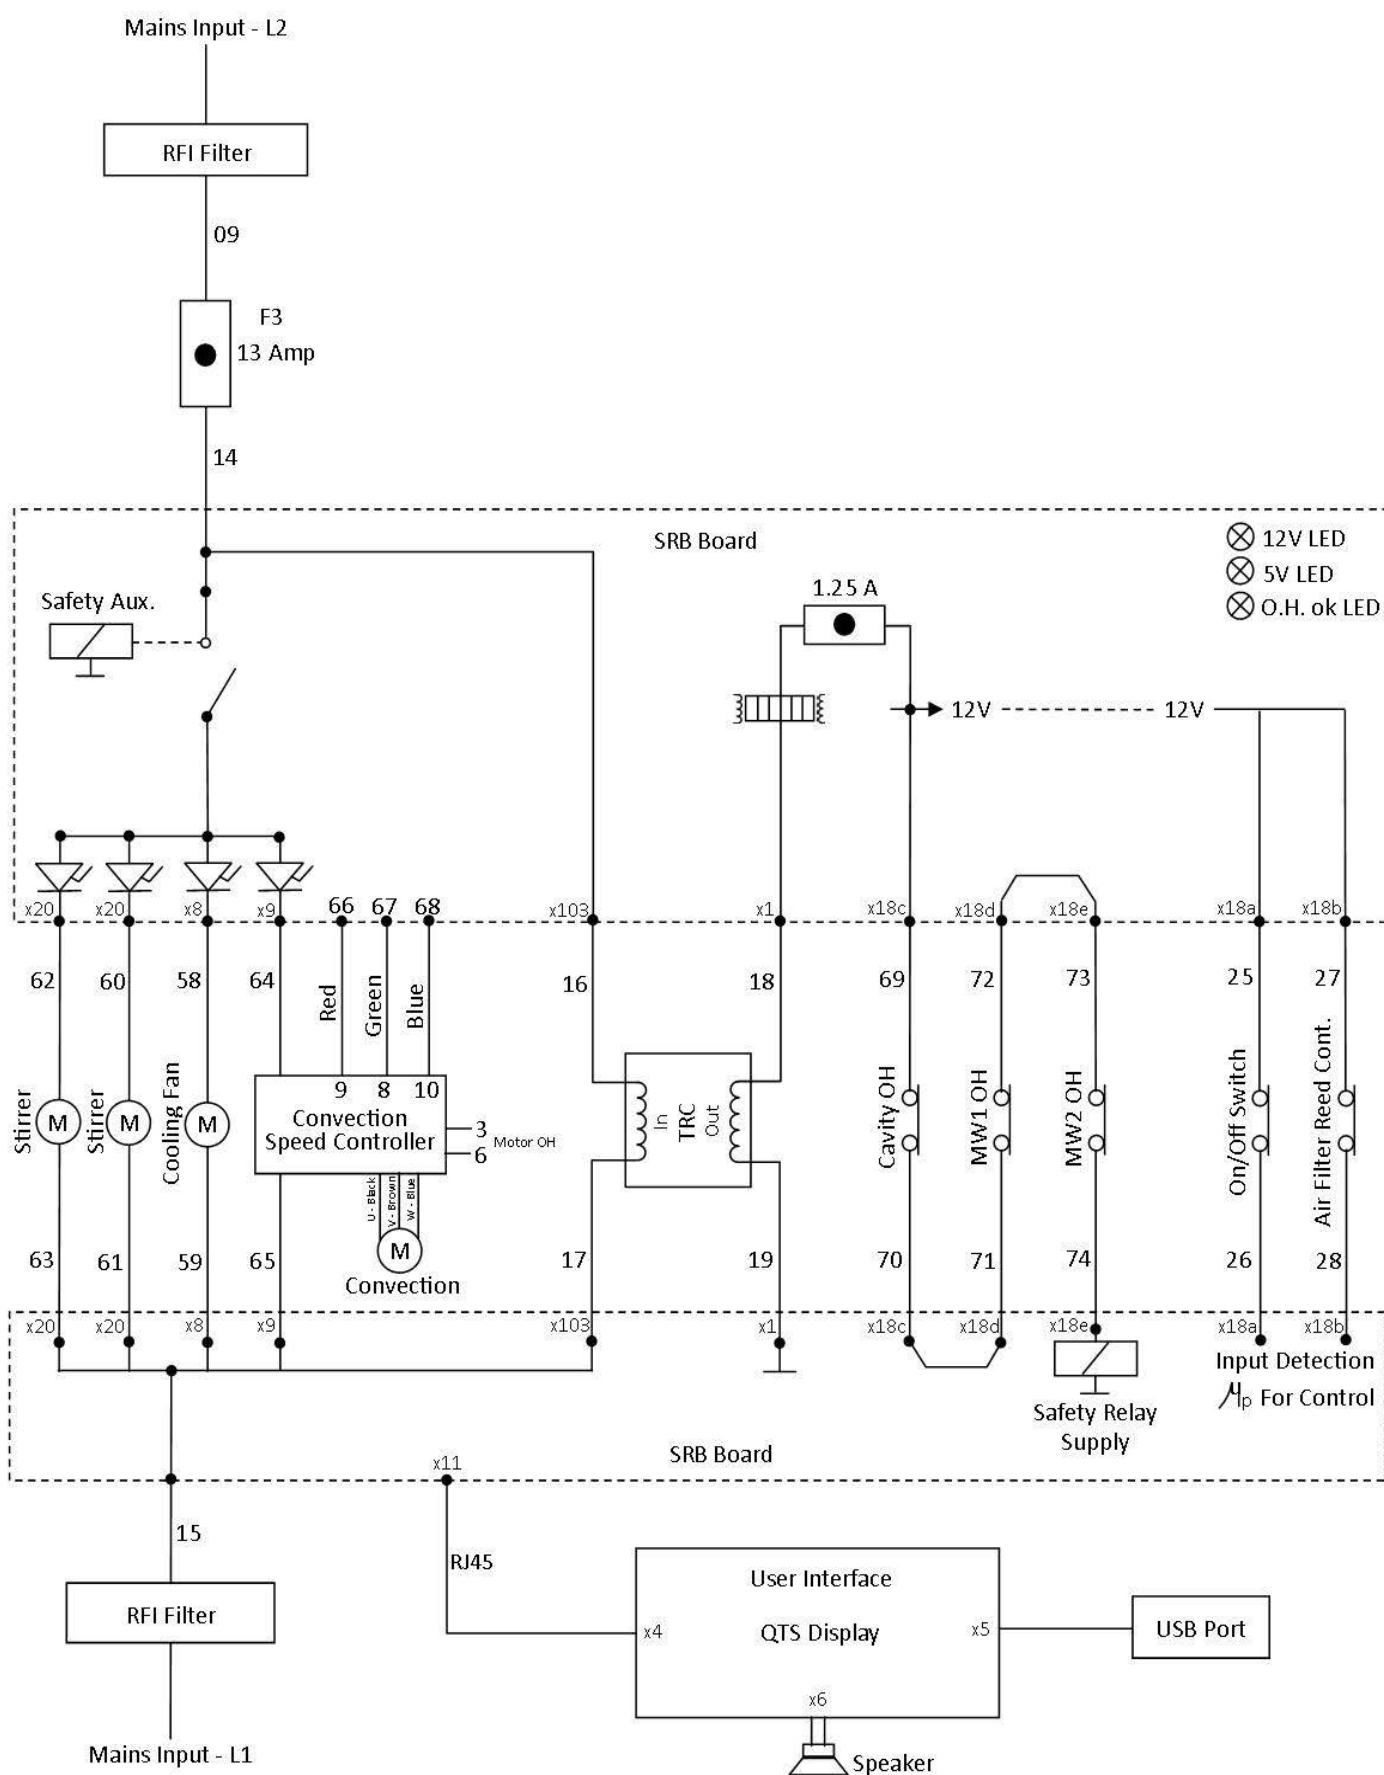 Mains Input - L2
RFI Filter
09
F3
13 Amp
14
SRB Board
12V LED
5V LED
O.H. ok LED
Safety Aux.
1.25 A
12V
12V
x20
x20
x8
x9
66
67
68
x103
x1
x18c
x18d
x18e
x18a
x18b
62
60
58
64
Red
Green
Blue
16
18
69
72
73
25
27
Stirrer
M
Stirrer
M
Cooling Fan
M
9
8
10
Convection
Speed Controller
3
6
Motor OH
U - Black
V - Brown
W - Blue
M
Convection
In
TRC
Out
Cavity OH
MW1 OH
MW2 OH
On/Off Switch
Air Filter Reed Cont.
63
61
59
65
17
19
70
71
74
26
28
x20
x20
x8
x9
x103
x1
x18c
x18d
x18e
x18a
x18b
Input Detection
μp For Control
Safety Relay
Supply
SRB Board
x11
15
RJ45
RFI Filter
Mains Input - L1
User Interface
QTS Display
x4
x5
x6
USB Port
Speaker